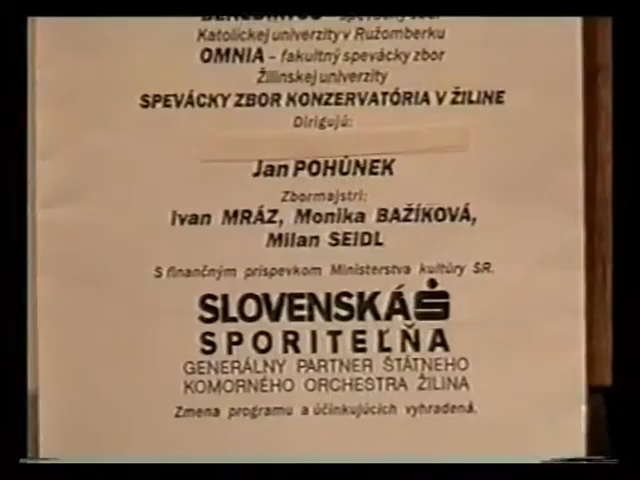 Katolíckej univerzity v Ružomberku
OMNIA – fakultný spevácky zbor
Žilinskej univerzity
SPEVÁCKY ZBOR KONZERVATÓRIA V ŽILINE
Dirigujú:
Jan POHŮNEK
Zbormajstri:
Ivan MRÁZ, Monika BAŽÍKOVÁ,
Milan SEIDL
S finančným príspevkom Ministerstva kultúry SR.
SLOVENSKÁ
SPORITEĽŇA
GENERÁLNY PARTNER ŠTÁTNEHO
KOMORNÉHO ORCHESTRA ŽILINA
Zmena programu a účinkujúcich vyhradená.